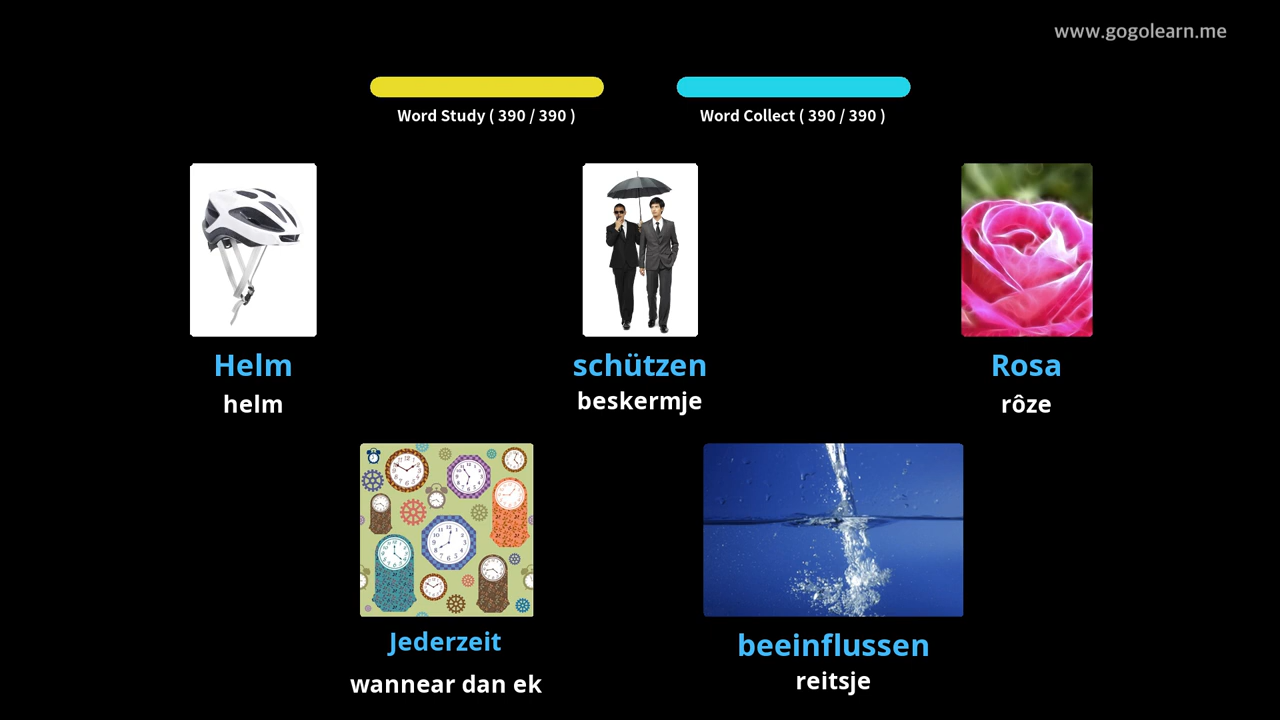 www.gogolearn.me
Word Study ( 390 / 390 )
Word Collect ( 390 / 390 )
Helm
helm
schützen
beskermje
Rosa
rôze
Jederzeit
wannear dan ek
beeinflussen
reitsje